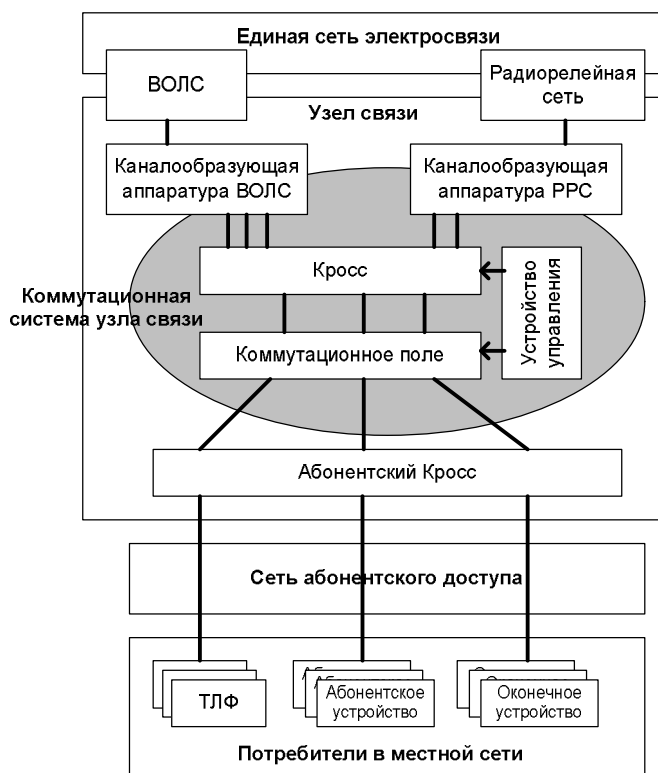 Единая сеть электросвязи
ВОЛС
Радиорелейная
сеть
Узел связи
Каналообразующая
аппаратура ВОЛС
Каналообразующая
аппаратура РРС
Кросс
Устройство
управления
Коммутационная
система узла связи
Коммутационное поле
Абонентский Кросс
Сеть абонентского доступа
ТЛФ
Абонентское
устройство
Оконечное
устройство
Потребители в местной сети